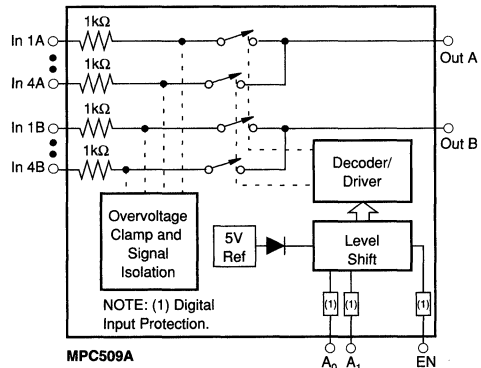 1kΩ
In 1A
Out A
1kΩ
In 4A
1kΩ
In 1B
Out B
1kΩ
In 4B
Decoder/
Driver
Overvoltage
Clamp and
Signal
Isolation
5V
Ref
Level
Shift
NOTE: (1) Digital
Input Protection.
(1) (1) (1)
MPC509A
A0 A1 EN